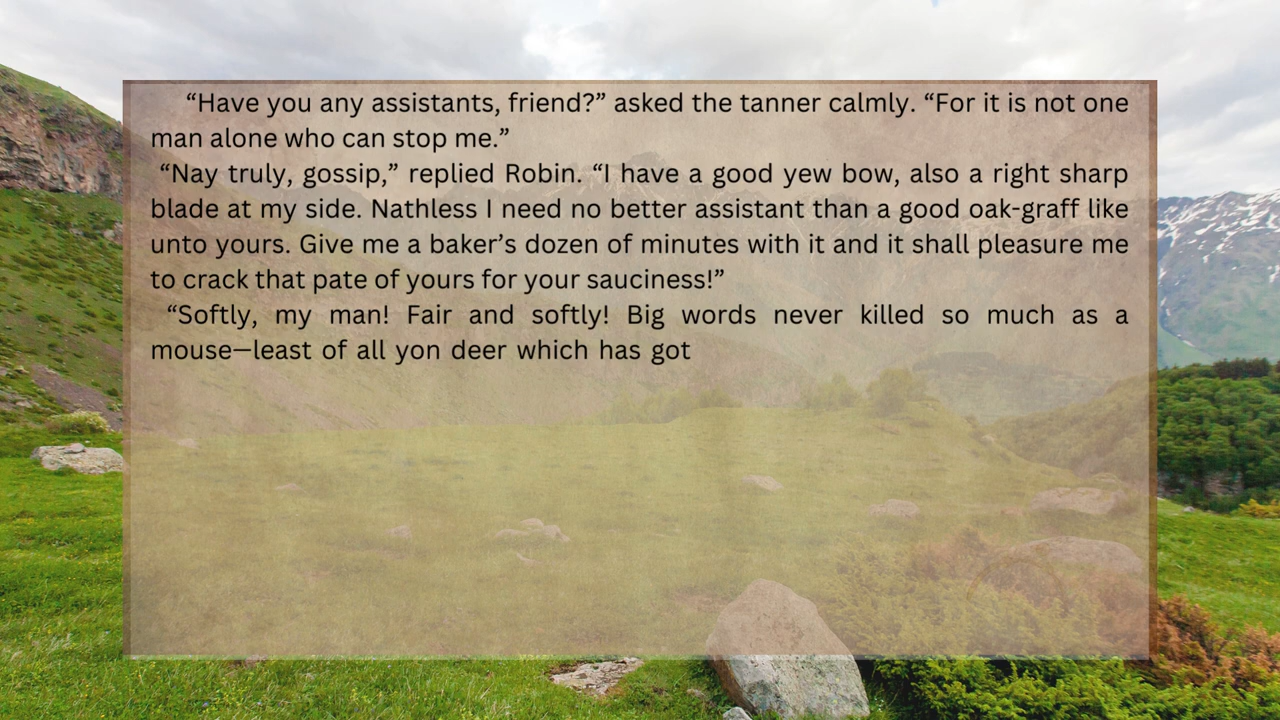 “Have you any assistants, friend?” asked the tanner calmly. “For it is not one
man alone who can stop me.”
“Nay truly, gossip,” replied Robin. “I have a good yew bow, also a right sharp
blade at my side. Nathless I need no better assistant than a good oak-graff like
unto yours. Give me a baker’s dozen of minutes with it and it shall pleasure me
to crack that pate of yours for your sauciness!”
“Softly, my man! Fair and softly! Big words never killed so much as a
mouse—least of all yon deer which has got